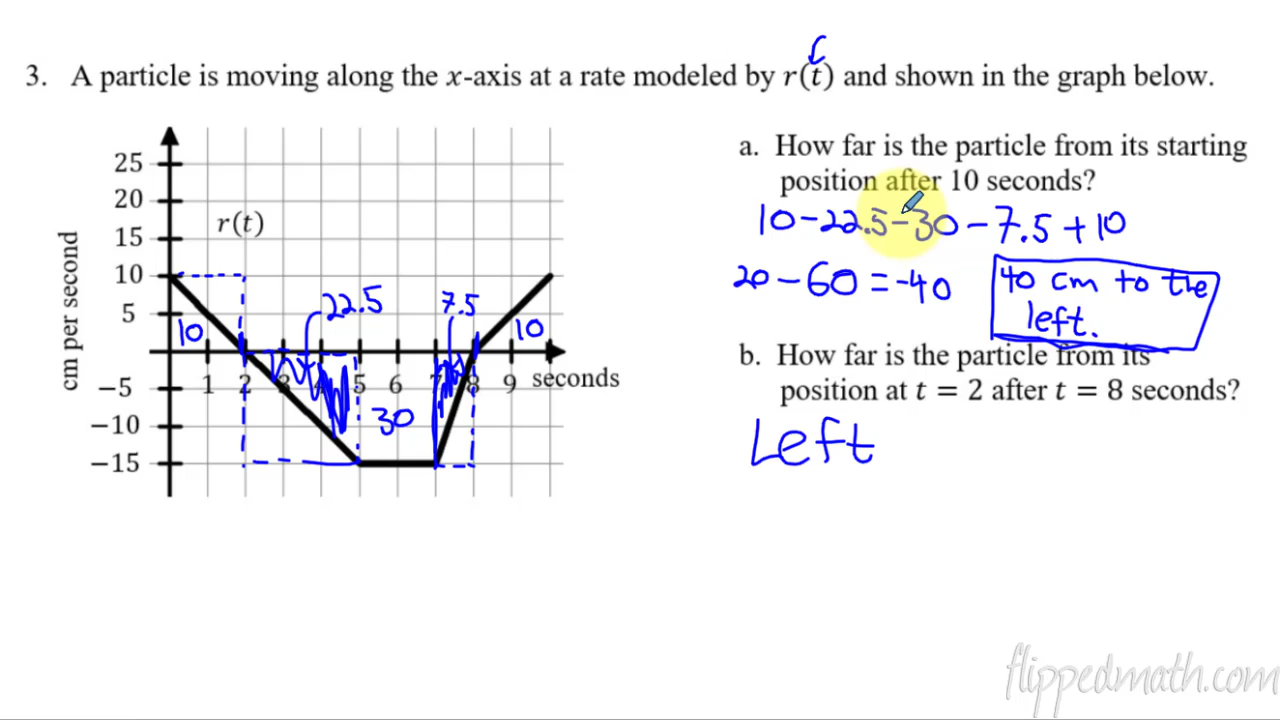 3. A particle is moving along the x-axis at a rate modeled by r(t) and shown in the graph below.
25
20
15
10
5
−5
−10
−15
cm per second
r(t)
22.5
7.5
10
10
30
1 2 3 4 5 6 7 8 9 seconds
a. How far is the particle from its starting
position after 10 seconds?
10 − 22.5 − 30 − 7.5 + 10
20 − 60 = −40
40 cm to the
left.
b. How far is the particle from its
position at t = 2 after t = 8 seconds?
Left
flippedmath.com